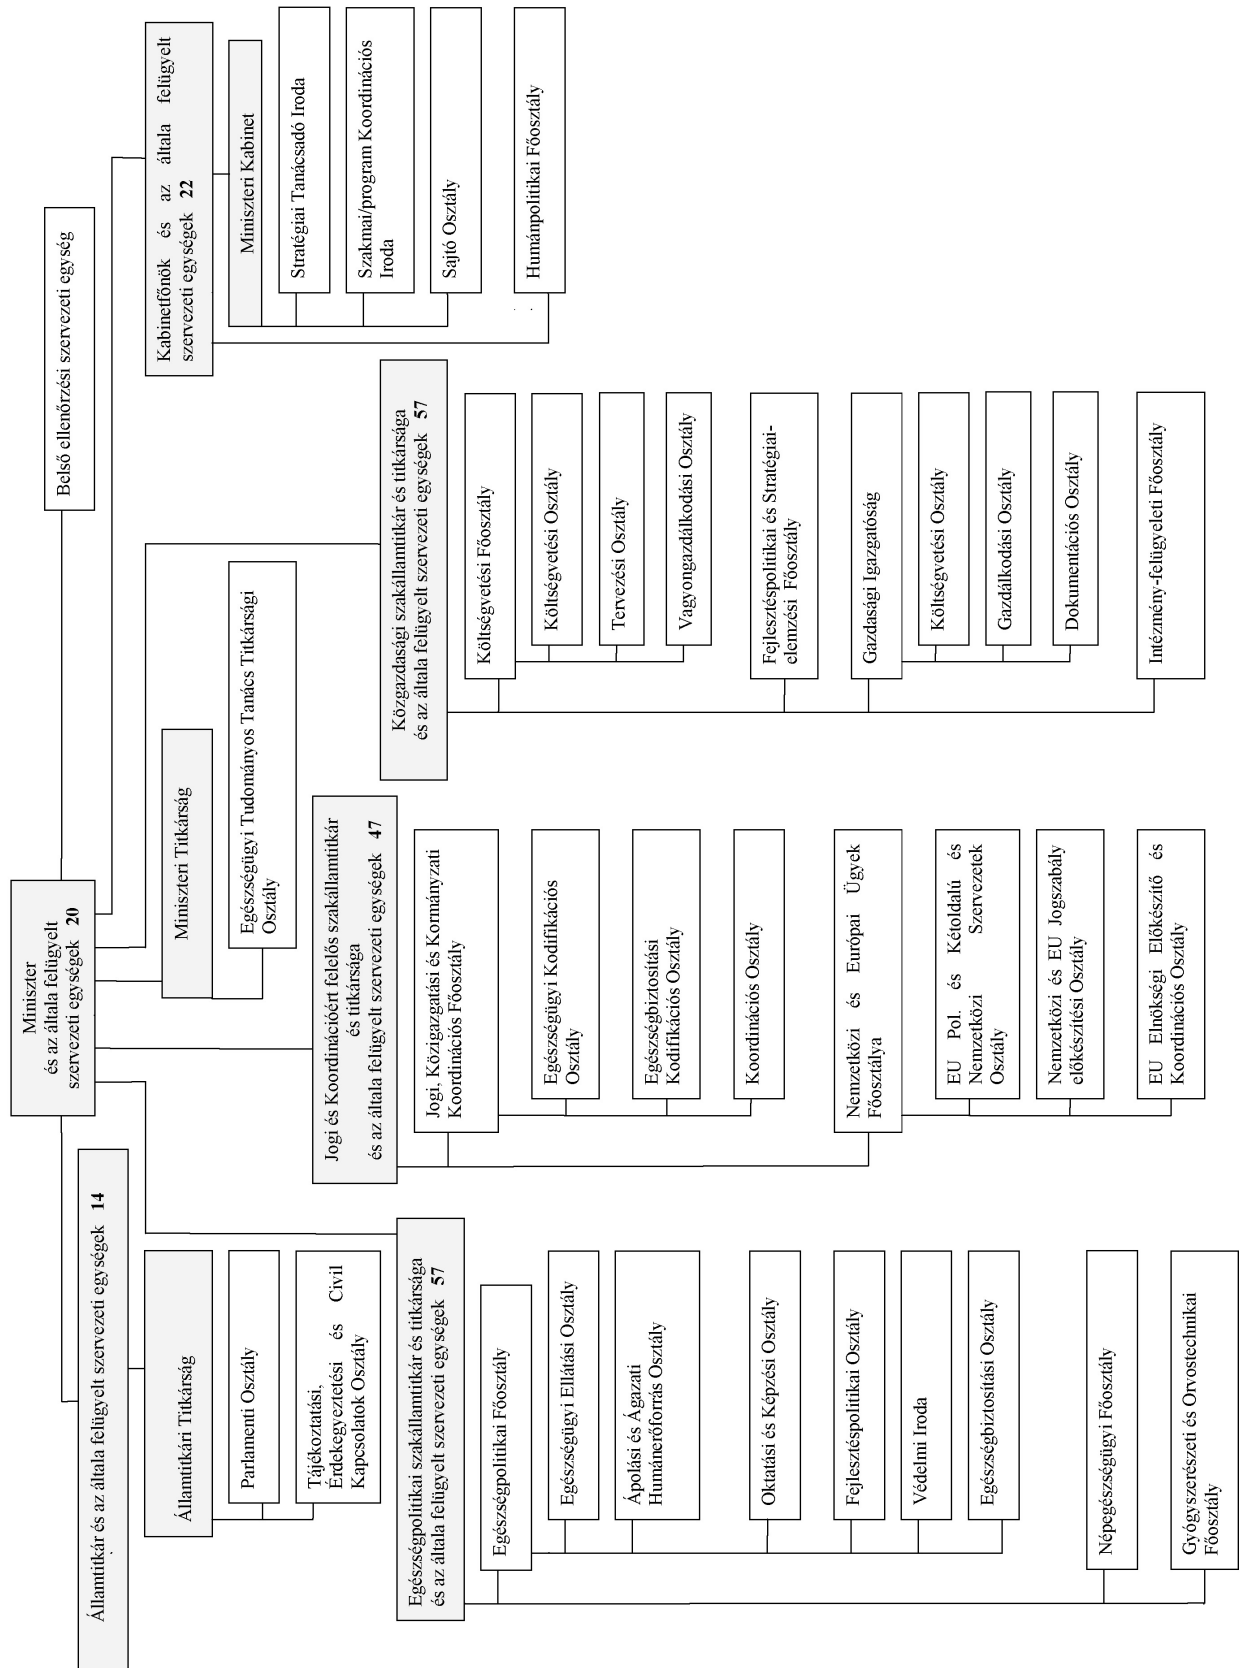 Miniszter
és az általa felügyelt
szervezeti egységek 20
Belső ellenőrzési szervezeti egység
Államtitkár és az általa felügyelt szervezeti egységek 14
Államtitkári Titkárság
Parlamenti Osztály
Tájékoztatási,
Érdekegyeztetési és Civil
Kapcsolatok Osztály
Egészségpolitikai szakállamtitkár és titkársága
és az általa felügyelt szervezeti egységek 57
Egészségpolitikai Főosztály
Egészségügyi Ellátási Osztály
Ápolási és Ágazati
Humánerőforrás Osztály
Oktatási és Képzési Osztály
Fejlesztéspolitikai Osztály
Védelmi Iroda
Egészségbiztosítási Osztály
Népegészségügyi Főosztály
Gyógyszerészeti és Orvostechnikai
Főosztály
Miniszteri Titkárság
Egészségügyi Tudományos Tanács Titkársági
Osztály
Jogi és Koordinációért felelős szakállamtitkár
és titkársága
és az általa felügyelt szervezeti egységek 47
Jogi, Közigazgatási és Kormányzati
Koordinációs Főosztály
Egészségügyi Kodifikációs
Osztály
Egészségbiztosítási
Kodifikációs Osztály
Koordinációs Osztály
Nemzetközi és Európai Ügyek
Főosztálya
EU Pol. és Kétoldalú és
Nemzetközi Szervezetek
Osztály
Nemzetközi és EU Jogszabály
előkészítési Osztály
EU Elnökségi Előkészítő és
Koordinációs Osztály
Közgazdasági szakállamtitkár és titkársága
és az általa felügyelt szervezeti egységek 57
Költségvetési Főosztály
Költségvetési Osztály
Tervezési Osztály
Vagyongazdálkodási Osztály
Fejlesztéspolitikai és Stratégiai-
elemzési Főosztály
Gazdasági Igazgatóság
Költségvetési Osztály
Gazdálkodási Osztály
Dokumentációs Osztály
Intézmény-felügyeleti Főosztály
Kabinetfőnök és az általa felügyelt
szervezeti egységek 22
Miniszteri Kabinet
Stratégiai Tanácsadó Iroda
Szakmai/program Koordinációs
Iroda
Sajtó Osztály
Humánpolitikai Főosztály